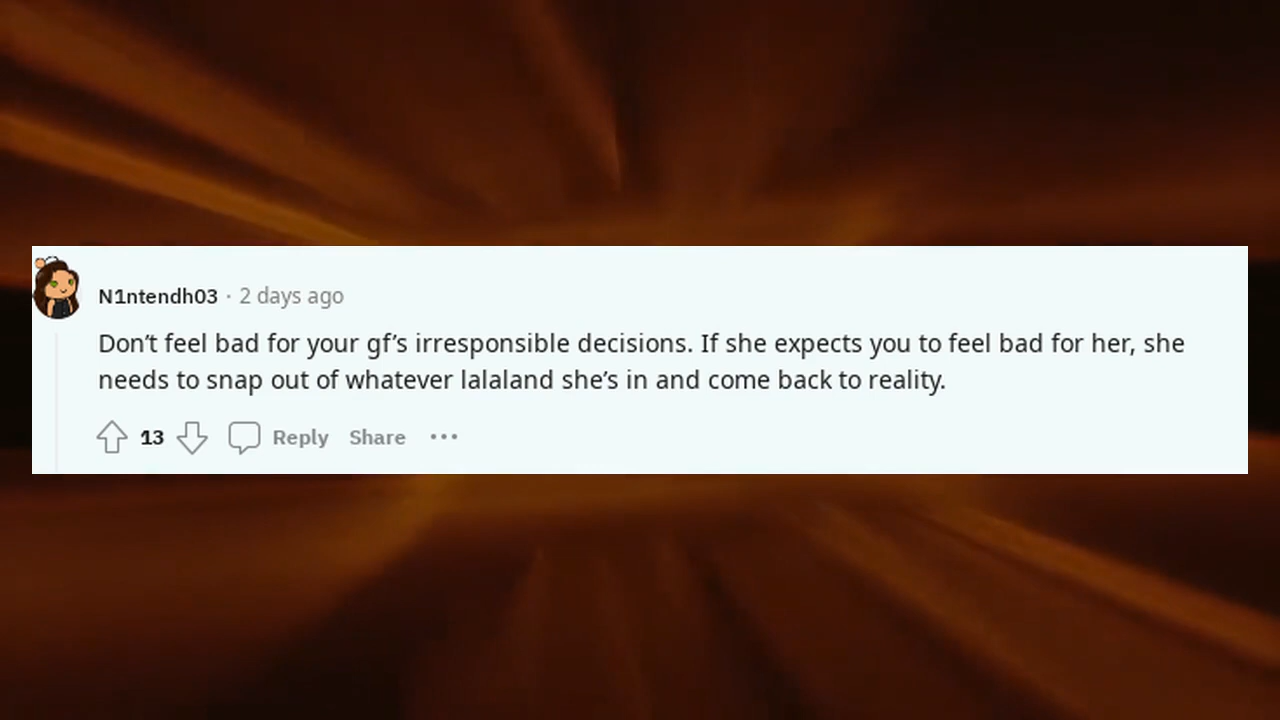 N1ntendh03 · 2 days ago
Don’t feel bad for your gf’s irresponsible decisions. If she expects you to feel bad for her, she
needs to snap out of whatever lalaland she’s in and come back to reality.
13 Reply Share •••